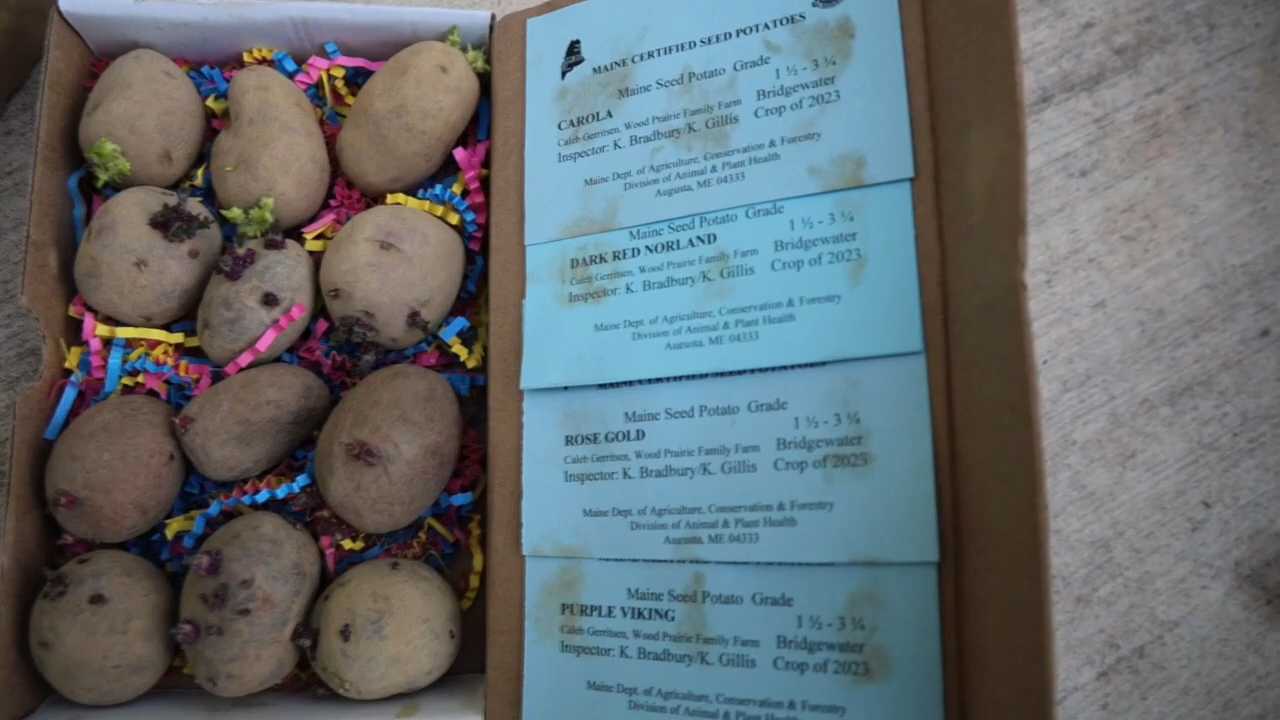 MAINE CERTIFIED SEED POTATOES
Maine Seed Potato Grade
1 ½ - 3 ¼
CAROLA
Caleb Gerritsen, Wood Prairie Family Farm Bridgewater
Inspector: K. Bradbury/K. Gillis Crop of 2023
Maine Dept. of Agriculture, Conservation & Forestry
Division of Animal & Plant Health
Augusta, ME 04333
Maine Seed Potato Grade
1 ½ - 3 ¼
DARK RED NORLAND
Caleb Gerritsen, Wood Prairie Family Farm Bridgewater
Inspector: K. Bradbury/K. Gillis Crop of 2023
Maine Dept. of Agriculture, Conservation & Forestry
Division of Animal & Plant Health
Augusta, ME 04333
MAINE CERTIFIED SEED POTATOES
Maine Seed Potato Grade
1 ½ - 3 ¼
ROSE GOLD
Caleb Gerritsen, Wood Prairie Family Farm Bridgewater
Inspector: K. Bradbury/K. Gillis Crop of 2023
Maine Dept. of Agriculture, Conservation & Forestry
Division of Animal & Plant Health
Augusta, ME 04333
Maine Seed Potato Grade
1 ½ - 3 ¼
PURPLE VIKING
Caleb Gerritsen, Wood Prairie Family Farm Bridgewater
Inspector: K. Bradbury/K. Gillis Crop of 2023
Maine Dept. of Agriculture, Conservation & Forestry
Division of Animal & Plant Health